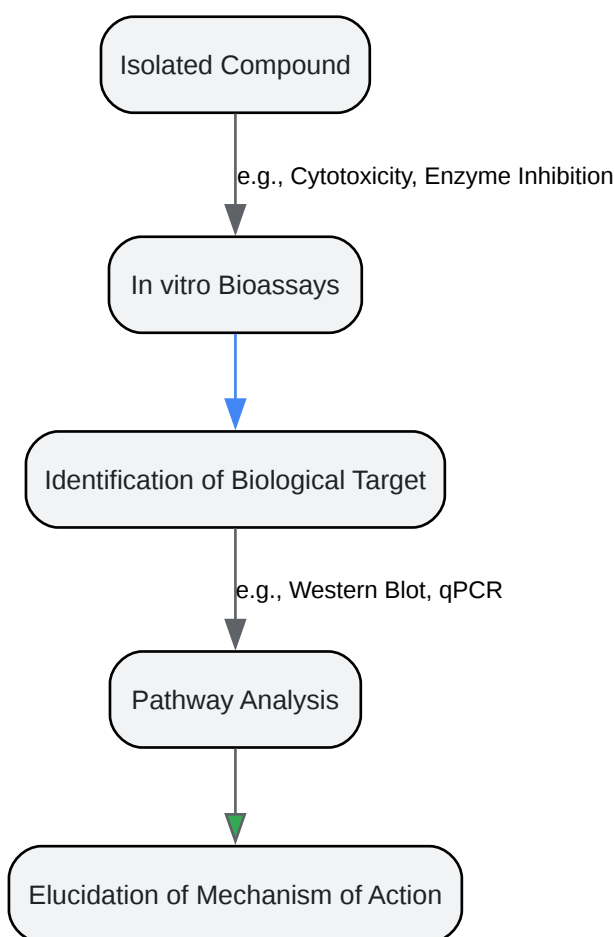 Isolated Compound
e.g., Cytotoxicity, Enzyme Inhibition
In vitro Bioassays
Identification of Biological Target
e.g., Western Blot, qPCR
Pathway Analysis
Elucidation of Mechanism of Action